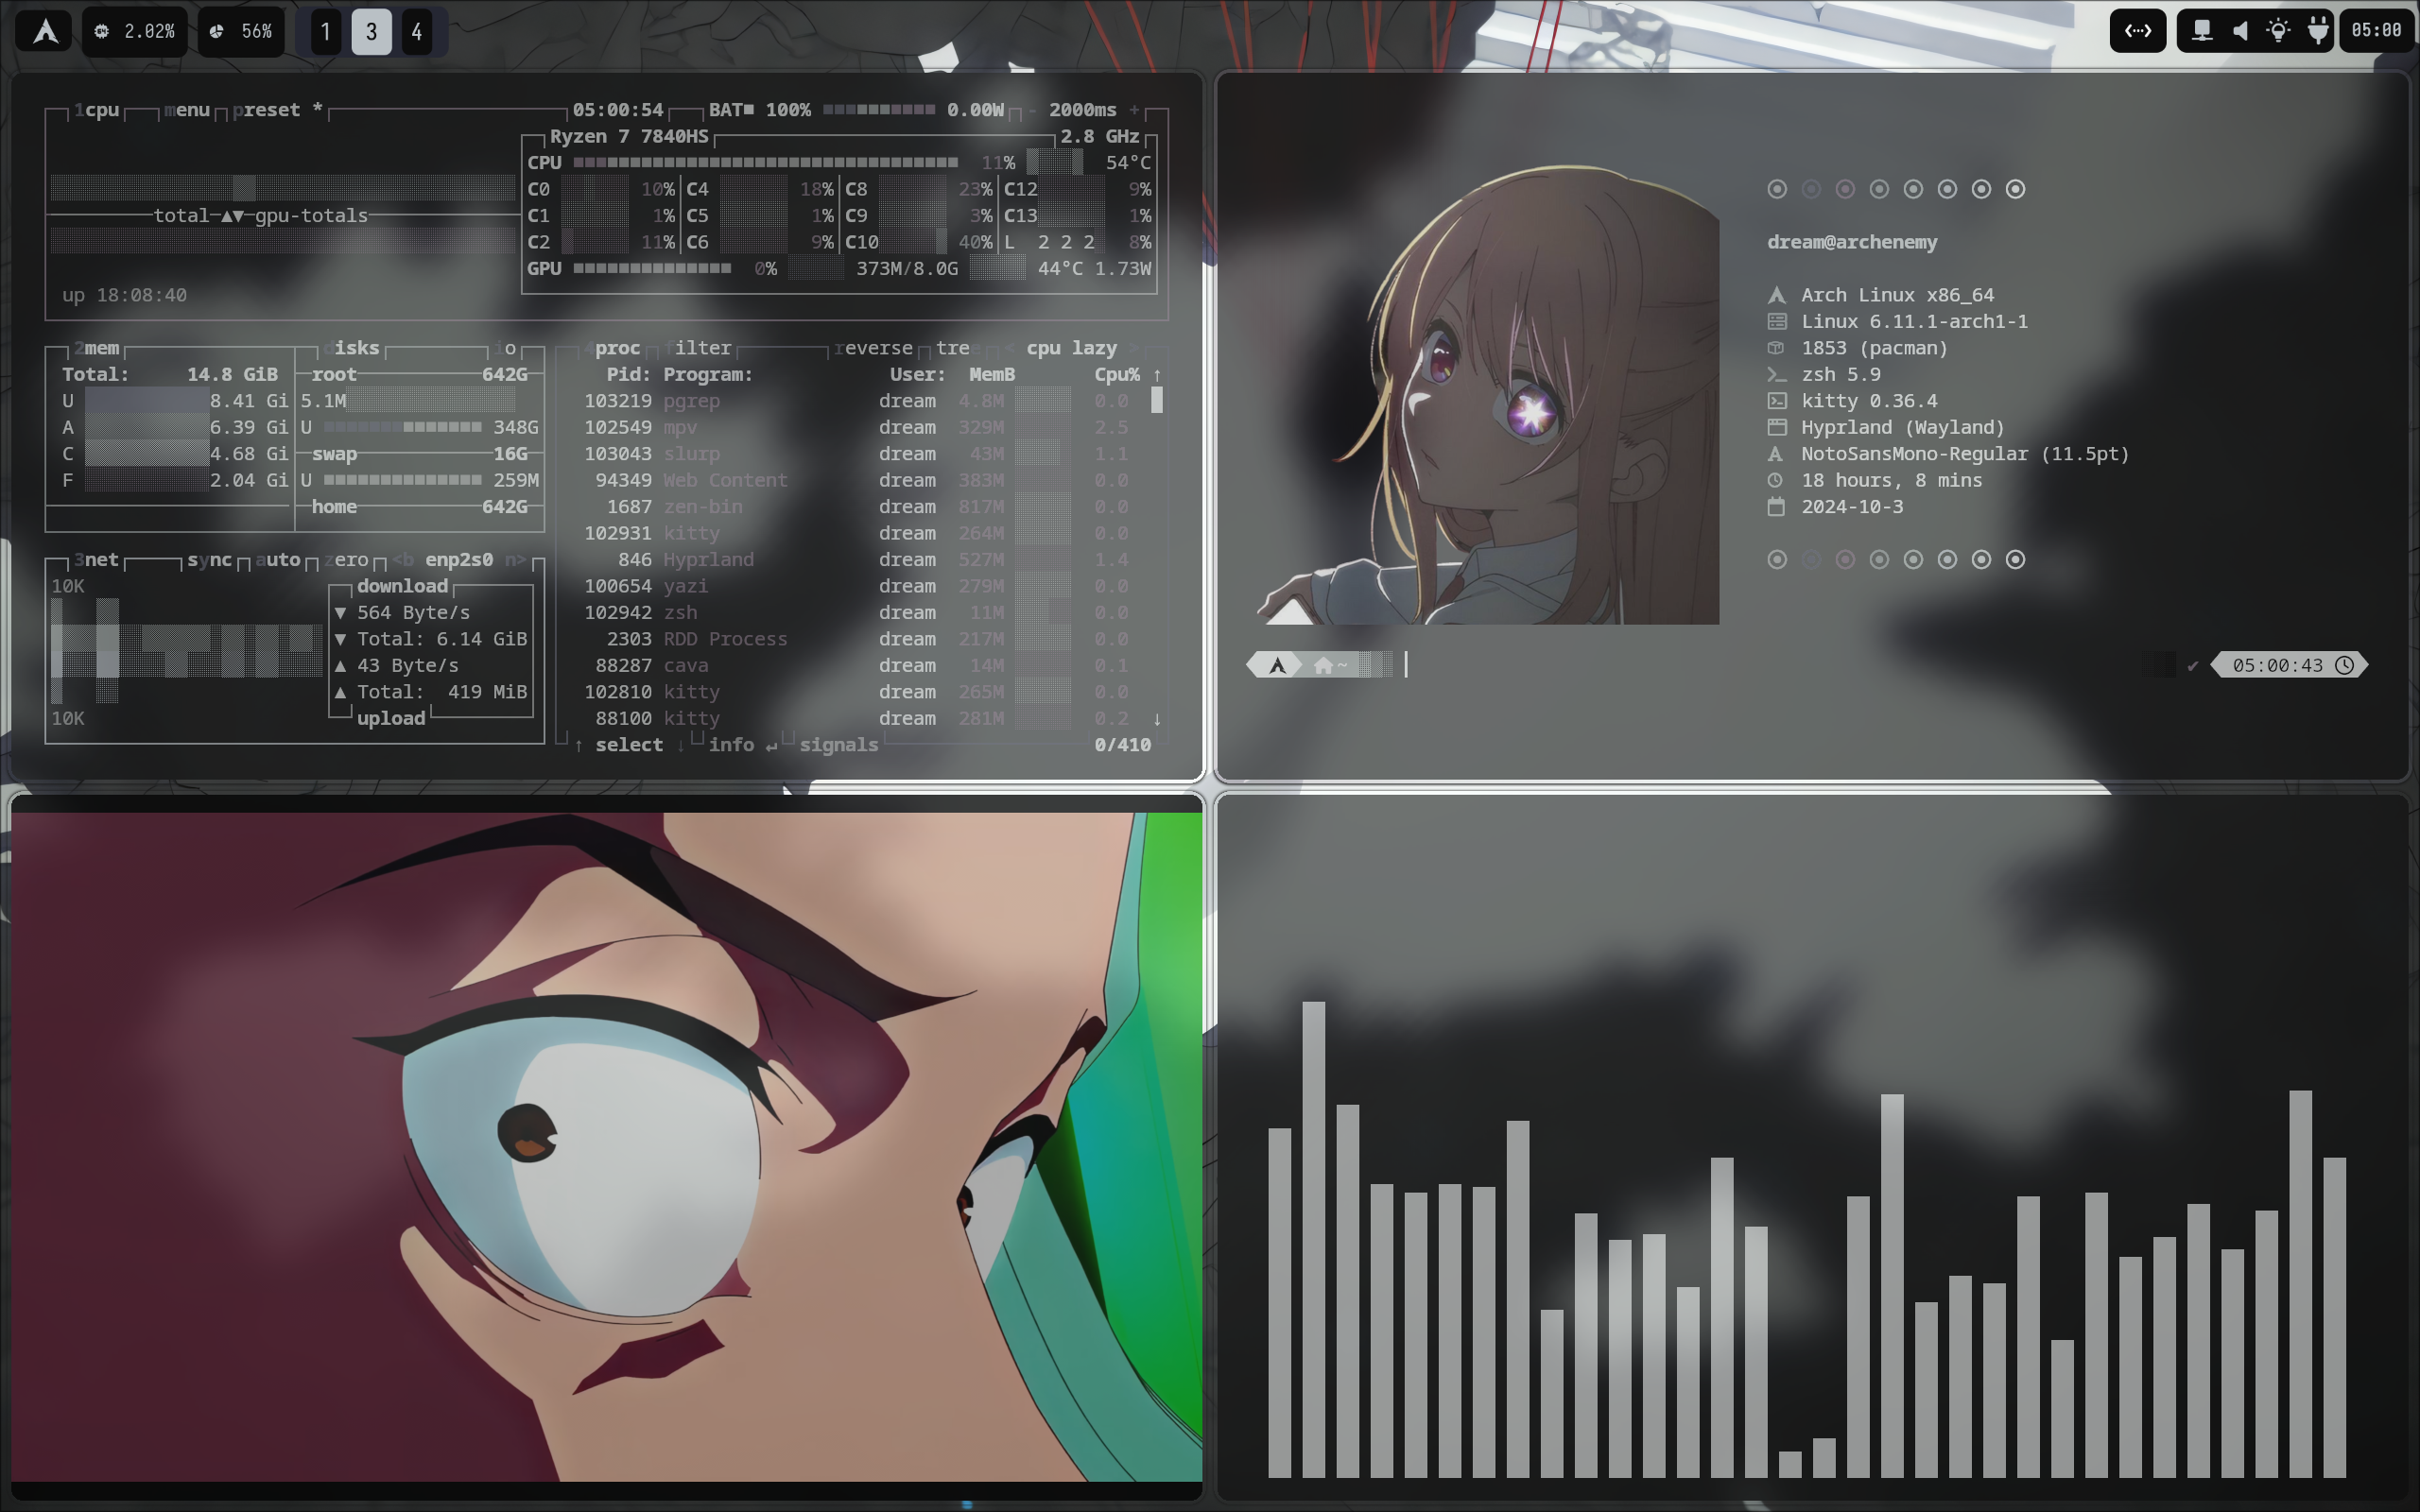 2.02% 56% 1 3 4 05:00
1cpu menu preset * 05:00:54 BAT■ 100% 0.00W - 2000ms +
Ryzen 7 7840HS 2.8 GHz
CPU 11% 54°C
C0 10% C4 18% C8 23% C12 9%
total ▲▼ gpu-totals C1 1% C5 1% C9 3% C13 1%
C2 11% C6 9% C10 40% L 2 2 2 8%
GPU 0% 373M/8.0G 44°C 1.73W
up 18:08:40
2mem disks io
Total: 14.8 GiB root 642G
U 8.41 Gi 5.1M
A 6.39 Gi U 348G
C 4.68 Gi swap 16G
F 2.04 Gi U 259M
home 642G
4proc filter reverse tree < cpu lazy >
Pid: Program: User: MemB Cpu% ↑
103219 pgrep dream 4.8M 0.0
102549 mpv dream 329M 2.5
103043 slurp dream 43M 1.1
94349 Web Content dream 383M 0.0
1687 zen-bin dream 817M 0.0
102931 kitty dream 264M 0.0
846 Hyprland dream 527M 1.4
100654 yazi dream 279M 0.0
102942 zsh dream 11M 0.0
2303 RDD Process dream 217M 0.0
88287 cava dream 14M 0.1
102810 kitty dream 265M 0.0
88100 kitty dream 281M 0.2 ↓
↑ select ↓ info ↵ signals 0/410
3net sync auto zero <b enp2s0 n>
10K download
▼ 564 Byte/s
▼ Total: 6.14 GiB
▲ 43 Byte/s
▲ Total: 419 MiB
10K upload
dream@archenemy
Arch Linux x86_64
Linux 6.11.1-arch1-1
1853 (pacman)
zsh 5.9
kitty 0.36.4
Hyprland (Wayland)
NotoSansMono-Regular (11.5pt)
18 hours, 8 mins
2024-10-3
~ ✔ 05:00:43